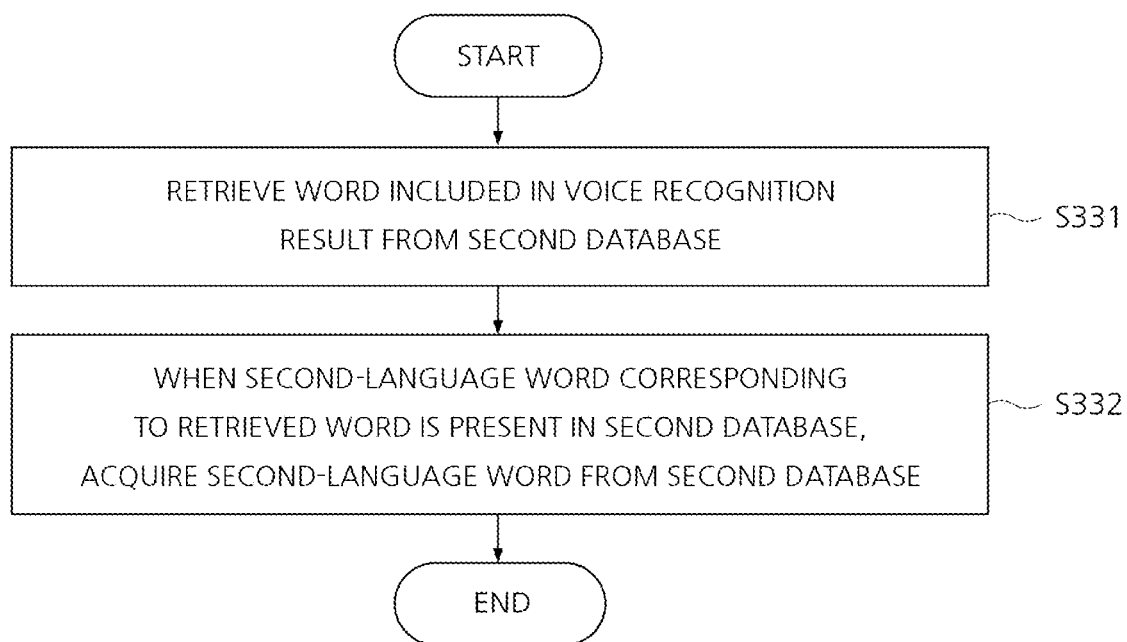 START
RETRIEVE WORD INCLUDED IN VOICE RECOGNITION
RESULT FROM SECOND DATABASE
S331
WHEN SECOND-LANGUAGE WORD CORRESPONDING
TO RETRIEVED WORD IS PRESENT IN SECOND DATABASE,
ACQUIRE SECOND-LANGUAGE WORD FROM SECOND DATABASE
S332
END